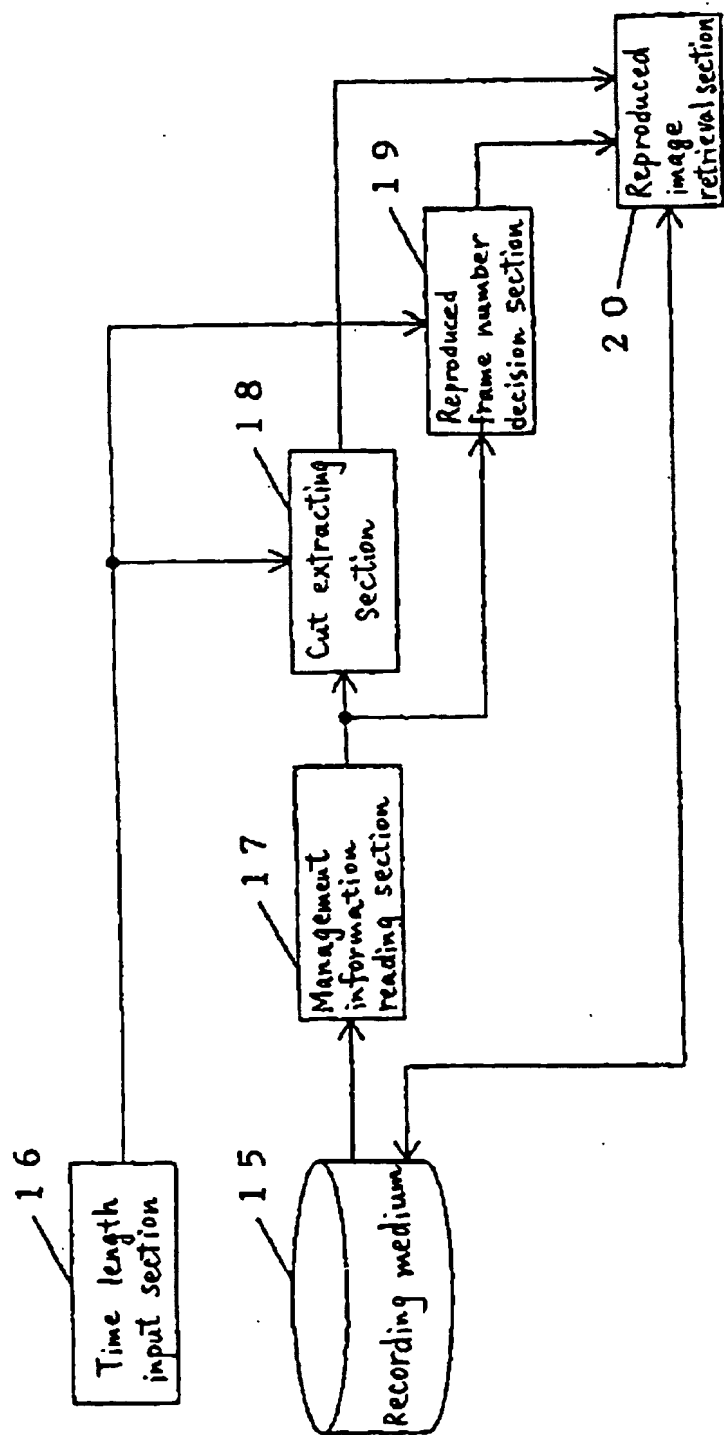 16
Time length
input section
15
Recording medium
17
Management
information
reading section
18
Cut extracting
section
19
Reproduced
frame number
decision section
20
Reproduced
image
retrieval section